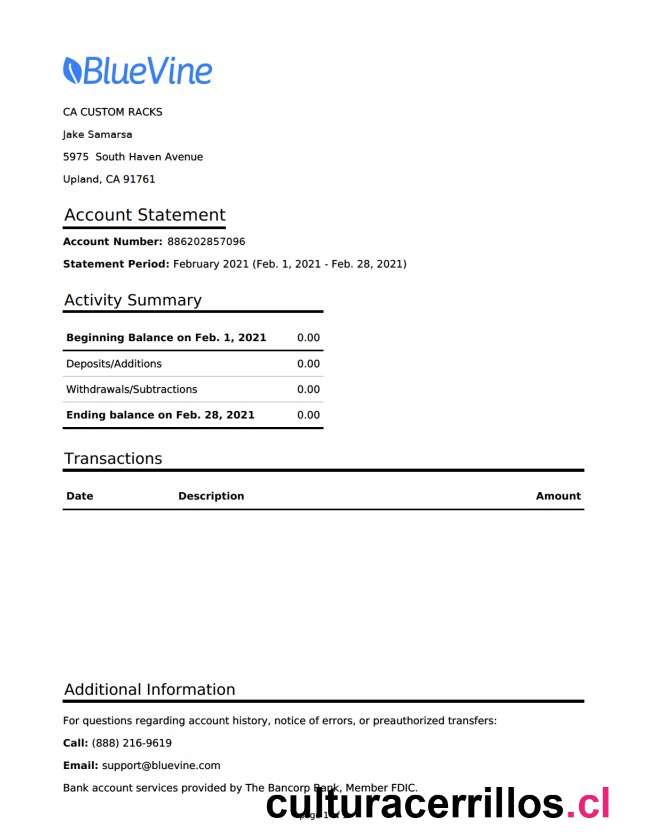 BlueVine
CA CUSTOM RACKS
Jake Samarsa
5975 South Haven Avenue
Upland, CA 91761
Account Statement
Account Number: 886202857096
Statement Period: February 2021 (Feb. 1, 2021 - Feb. 28, 2021)
Activity Summary
Beginning Balance on Feb. 1, 2021 0.00
Deposits/Additions 0.00
Withdrawals/Subtractions 0.00
Ending balance on Feb. 28, 2021 0.00
Transactions
Date Description Amount
Additional Information
For questions regarding account history, notice of errors, or preauthorized transfers:
Call: (888) 216-9619
Email: support@bluevine.com
Bank account services provided by The Bancorp Bank, Member FDIC.
culturacerrillos.cl